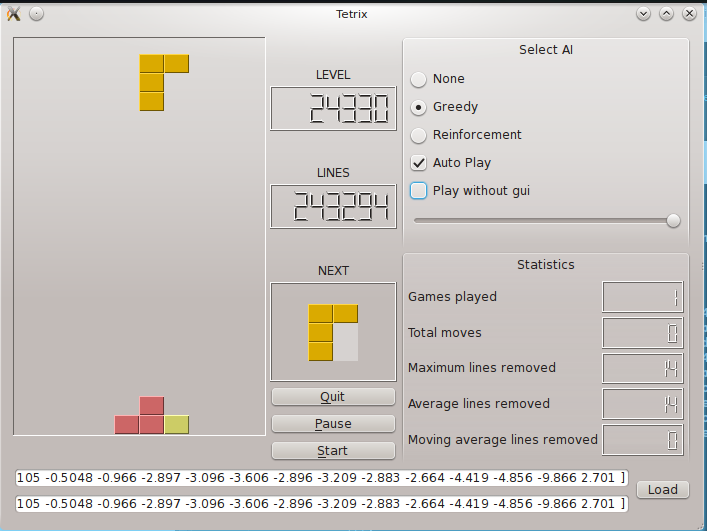 Tetrix
LEVEL
24330
LINES
243294
NEXT
Quit
Pause
Start
Select AI
None
Greedy
Reinforcement
Auto Play
Play without gui
Statistics
Games played 1
Total moves 0
Maximum lines removed 14
Average lines removed 14
Moving average lines removed 0
105 -0.5048 -0.966 -2.897 -3.096 -3.606 -2.896 -3.209 -2.883 -2.664 -4.419 -4.856 -9.866 2.701 ]
105 -0.5048 -0.966 -2.897 -3.096 -3.606 -2.896 -3.209 -2.883 -2.664 -4.419 -4.856 -9.866 2.701 ]
Load